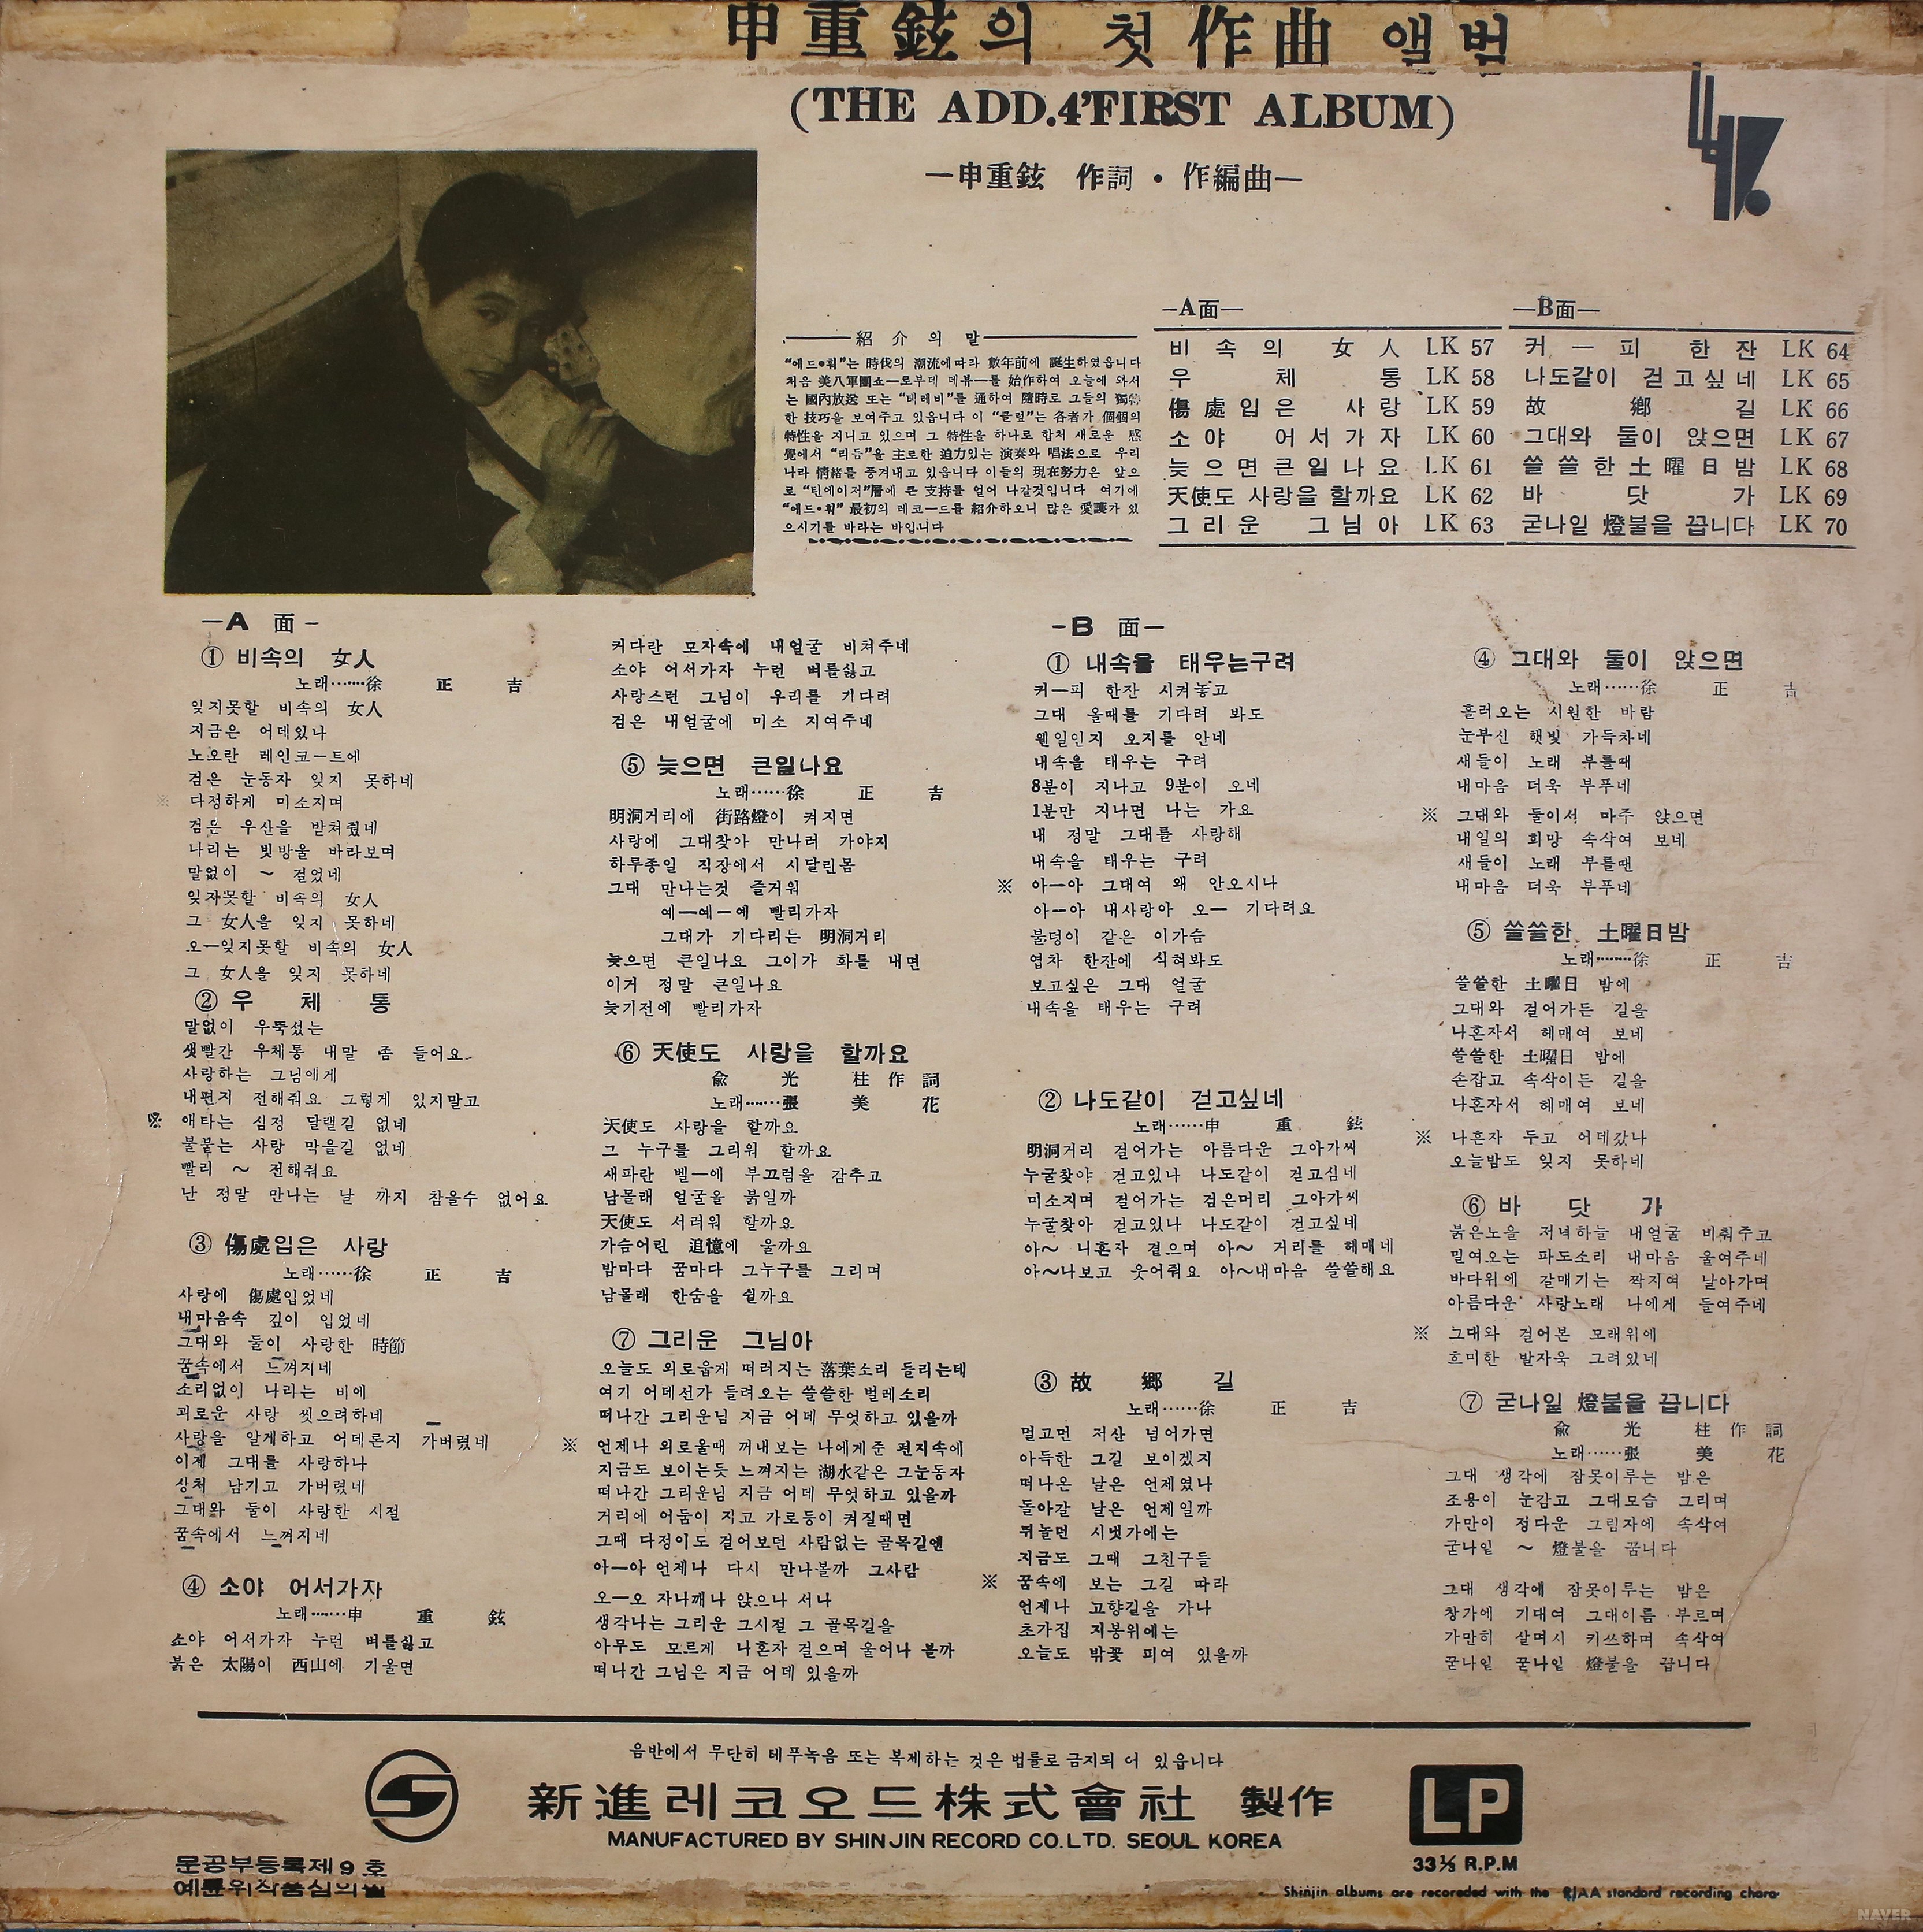 申重鉉의 첫 作曲 앨범
(THE ADD.4'FIRST ALBUM)
—申重鉉 作詞・作編曲—
紹介의 말
“에드•훠”는 時代의 潮流에따라 數年前에 誕生하였읍니다
처음 美八軍團쇼—로부데 데뷰—를 始作하여 오늘에 와서
는 國內放送 또는 “테레비”를 通하여 隨時로 그들의 獨特
한 技巧을 보여주고 있읍니다 이 “클럽”는 各者가 個個의
特性을 지니고 있으며 그 特性을 하나로 합처 새로운 感
覺에서 “리듬”을 主로한 迫力있는 演奏와 唱法으로 우리
나라 情緒를 풍겨내고 있읍니다 이들의 現在努力은 앞으
로 “틴에이저”層에 큰 支持를 얻어 나갈것입니다 여기에
“에드•훠” 最初의 레코—드를 紹介하오니 많은 愛護가 있
으시기를 바라는 바입니다
—A面—
비속의 女人 LK 57
우체통 LK 58
傷處입은 사랑 LK 59
소야 어서가자 LK 60
늦으면큰일나요 LK 61
天使도 사랑을 할까요 LK 62
그리운 그님아 LK 63
—B面—
커—피 한잔 LK 64
나도같이 걷고싶네 LK 65
故鄕길 LK 66
그대와 둘이 앉으면 LK 67
쓸쓸한 土曜日밤 LK 68
바닷가 LK 69
굳나일 燈불을 끕니다 LK 70
—A 面—
① 비속의 女人
노래……徐正吉
잊지못할 비속의 女人
지금은 어데있나
노오란 레인코—트에
검은 눈동자 잊지 못하네
※ 다정하게 미소지며
검은 우산을 받쳐줬네
나리는 빗방울 바라보며
말없이 ～ 걸었네
잊자못할 비속의 女人
그 女人을 잊지 못하네
오—잊지못할 비속의 女人
그 女人을 잊지 못하네
② 우체통
말없이 우뚝섰는
샛빨간 우체통 내말 좀 들어요
사랑하는 그님에게
내편지 전해줘요 그렇게 있지말고
※ 애타는 심정 달랠길 없네
불붙는 사랑 막을길 없네
빨리 ～ 전해줘요
난 정말 만나는 날 까지 참을수 없어요
③ 傷處입은 사랑
노래……徐正吉
사랑에 傷處입었네
내마음속 깊이 입었네
그대와 둘이 사랑한 時節
꿈속에서 느껴지네
소리없이 나리는 비에
괴로운 사랑 씻으려하네
사랑을 알게하고 어데론지 가버렸네
이제 그대를 사랑하나
상처 남기고 가버렸네
그대와 둘이 사랑한 시절
꿈속에서 느껴지네
④ 소야 어서가자
노래……申重鉉
소야 어서가자 누런 벼를싫고
붉은 太陽이 西山에 기울면
커다란 모자속에 내얼굴 비쳐주네
소야 어서가자 누런 벼를싫고
사랑스런 그님이 우리를 기다려
검은 내얼굴에 미소 지여주네
⑤ 늦으면 큰일나요
노래……徐正吉
明洞거리에 街路燈이 켜지면
사랑에 그대찾아 만나러 가야지
하루종일 직장에서 시달린몸
그대 만나는것 즐거워
예—예—예 빨리가자
그대가 기다리는 明洞거리
늦으면 큰일나요 그이가 화를 내면
이거 정말 큰일나요
늦기전에 빨리가자
⑥ 天使도 사랑을 할까요
兪光柱作詞
노래……張美花
天使도 사랑을 할까요
그 누구를 그리워 할까요
새파란 벨—에 부끄럼을 감추고
남몰래 얼굴을 붉일까
天使도 서러워 할까요
가슴어린 追憶에 울까요
밤마다 꿈마다 그누구를 그리며
남몰래 한숨을 쉴까요
⑦ 그리운 그님아
오늘도 외로웁게 떠러지는 落葉소리 들리는데
여기 어데선가 들려오는 쓸쓸한 벌레소리
떠나간 그리운님 지금 어데 무엇하고 있을까
※ 언제나 외로울때 꺼내보는 나에게준 편지속에
지금도 보이는듯 느껴지는 湖水같은 그눈동자
떠나간 그리운님 지금 어데 무엇하고 있을까
거리에 어둠이 지고 가로등이 켜질때면
그때 다정이도 걸어보던 사람없는 골목길엔
아—아 언제나 다시 만나볼까 그사람
오—오 자나깨나 앉으나 서나
생각나는 그리운 그시절 그 골목길을
아무도 모르게 나혼자 걸으며 울어나 볼까
떠나간 그님은 지금 어데 있을까
—B 面—
① 내속을 태우는구려
커—피 한잔 시켜놓고
그대 올때를 기다려 봐도
웬일인지 오지를 안네
내속을 태우는 구려
8분이 지나고 9분이 오네
1분만 지나면 나는 가요
내 정말 그대를 사랑해
내속을 태우는 구려
※ 아—아 그대여 왜 안오시나
아—아 내사랑아 오— 기다려요
불덩이 같은 이가슴
엽차 한잔에 식혀봐도
보고싶은 그대 얼굴
내속을 태우는 구려
② 나도같이 걷고싶네
노래……申重鉉
明洞거리 걸어가는 아름다운 그아가씨
누굴찾아 걷고있나 나도같이 걷고십네
미소지며 걸어가는 검은머리 그아가씨
누굴찾아 걷고있나 나도같이 걷고싶네
아～ 니혼자 걸으며 아～ 거리를 헤매네
아～나보고 웃어줘요 아～내마음 쓸쓸해요
③ 故鄕길
노래……徐正吉
멀고먼 저산 넘어가면
아득한 그길 보이겠지
떠나온 날은 언제였나
돌아갈 날은 언제일까
뛰놀던 시냇가에는
지금도 그때 그친구들
※ 꿈속에 보는 그길 따라
언제나 고향길을 가나
초가집 지붕위에는
오늘도 박꽃 피여 있을까
④ 그대와 둘이 앉으면
노래……徐正吉
흘러오는 시원한 바람
눈부신 햇빛 가득차네
새들이 노래 부를때
내마음 더욱 부푸네
※ 그대와 둘이서 마주 앉으면
내일의 희망 속삭여 보네
새들이 노래 부를땐
내마음 더욱 부푸네
⑤ 쓸쓸한 土曜日밤
노래……徐正吉
쓸쓸한 土曜日 밤에
그대와 걸어가든 길을
나혼자서 헤매여 보네
쓸쓸한 土曜日 밤에
손잡고 속삭이든 길을
나혼자서 헤매여 보네
※ 나혼자 두고 어데갔나
오늘밤도 잊지 못하네
⑥ 바닷가
붉은노을 저녁하늘 내얼굴 비춰주고
밀여오는 파도소리 내마음 울여주네
바다위에 갈매기는 짝지여 날아가며
아름다운 사랑노래 나에게 들여주네
※ 그대와 걸어본 모래위에
흐미한 발자욱 그려있네
⑦ 굳나일 燈불을 끕니다
兪光柱作詞
노래……張美花
그대 생각에 잠못이루는 밤은
조용이 눈감고 그대모습 그리며
가만이 정다운 그림자에 속삭여
굳나잍 ～ 燈불을 끔니다
그대 생각에 잠못이루는 밤은
창가에 기대여 그대이름 부르며
가만히 살며시 키쓰하며 속삭여
굳나잍 굳나잍 燈불을 끕니다
음반에서 무단히 테푸녹음 또는 복제하는 것은 법률로 금지되어 있읍니다
新進레코오드株式會社 製作
MANUFACTURED BY SHINJIN RECORD CO.LTD. SEOUL KOREA
LP
33⅓ R.P.M
문공부등록제9호
예륜위작품심의필
Shinjin albums are recoreded with the RIAA standard recording chara-
NAVER